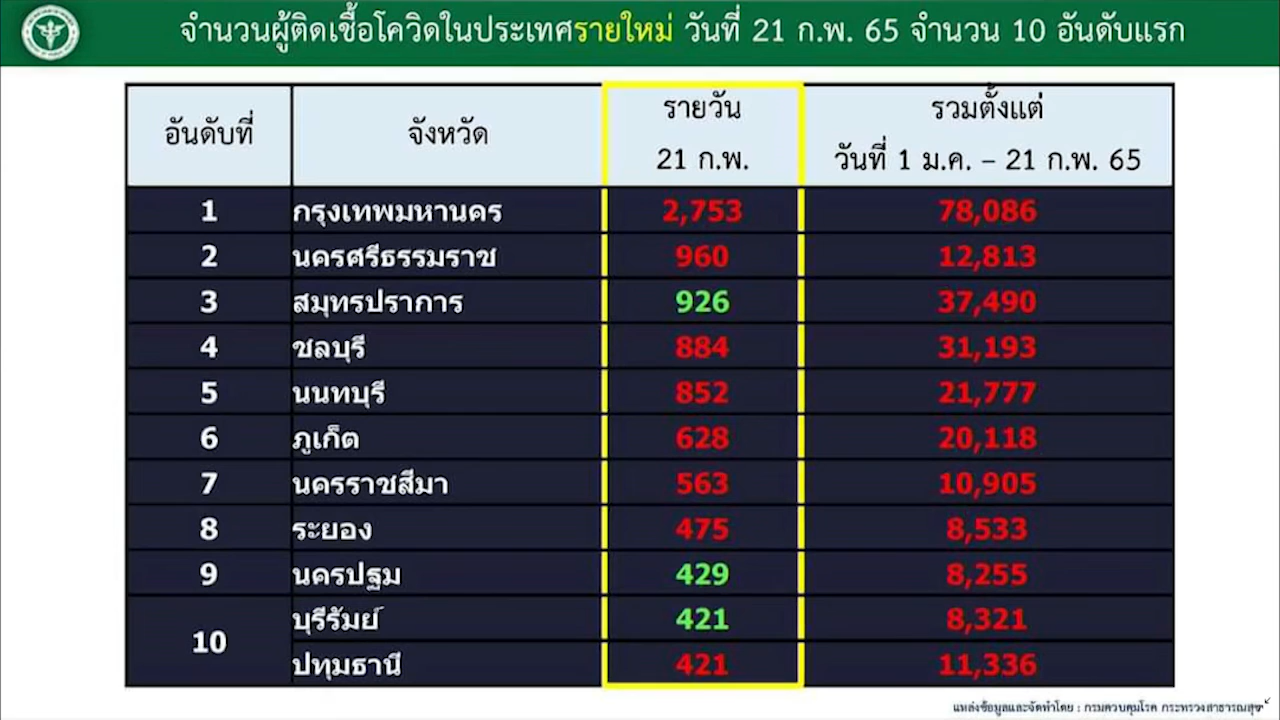 จำนวนผู้ติดเชื้อโควิดในประเทศรายใหม่ วันที่ 21 ก.พ. 65 จำนวน 10 อันดับแรก
อันดับที่ จังหวัด รายวัน 21 ก.พ. รวมตั้งแต่ วันที่ 1 ม.ค. – 21 ก.พ. 65
1 กรุงเทพมหานคร 2,753 78,086
2 นครศรีธรรมราช 960 12,813
3 สมุทรปราการ 926 37,490
4 ชลบุรี 884 31,193
5 นนทบุรี 852 21,777
6 ภูเก็ต 628 20,118
7 นครราชสีมา 563 10,905
8 ระยอง 475 8,533
9 นครปฐม 429 8,255
10 บุรีรัมย์ 421 8,321
ปทุมธานี 421 11,336
แหล่งข้อมูลและจัดทำโดย : กรมควบคุมโรค กระทรวงสาธารณสุข